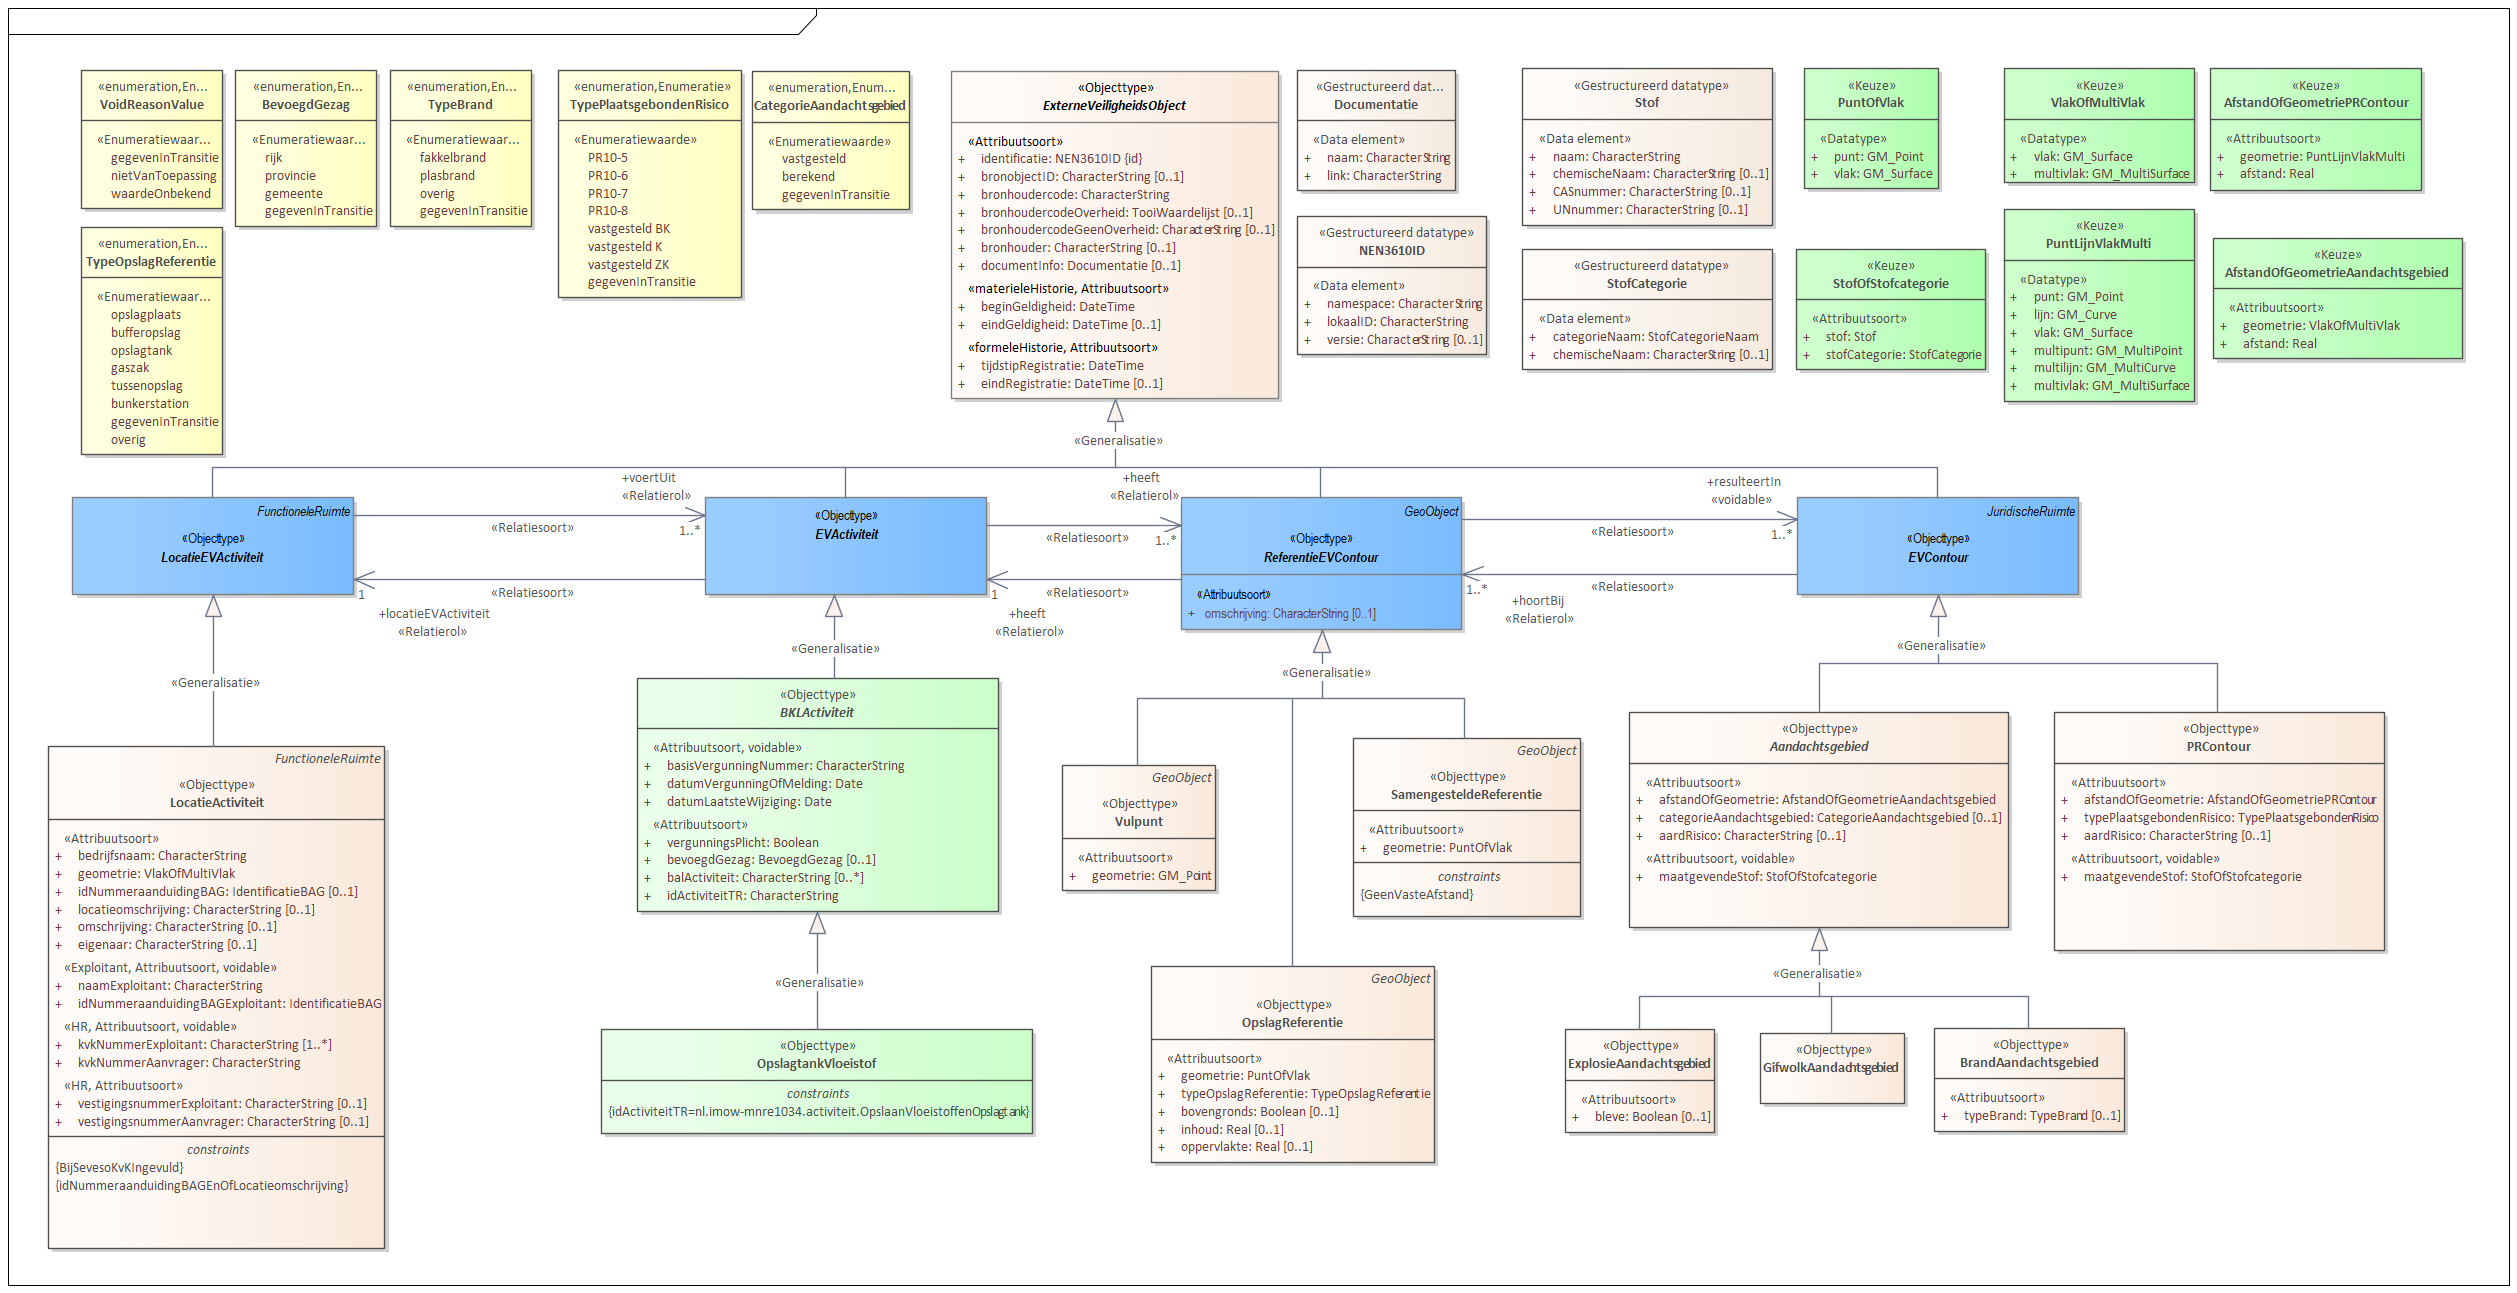 «enumeration,En...
VoidReasonValue
«Enumeratiewaar...
gegevenInTransitie
nietVanToepassing
waardeOnbekend
«enumeration,En...
BevoegdGezag
«Enumeratiewaar...
rijk
provincie
gemeente
gegevenInTransitie
«enumeration,En...
TypeBrand
«Enumeratiewaar...
fakkelbrand
plasbrand
overig
gegevenInTransitie
«enumeration,Enumeratie»
TypePlaatsgebondenRisico
«Enumeratiewaarde»
PR10-5
PR10-6
PR10-7
PR10-8
vastgesteld BK
vastgesteld K
vastgesteld ZK
gegevenInTransitie
«enumeration,Enum...
CategorieAandachtsgebied
«Enumeratiewaarde»
vastgesteld
berekend
gegevenInTransitie
«enumeration,En...
TypeOpslagReferentie
«Enumeratiewaar...
opslagplaats
bufferopslag
opslagtank
gaszak
tussenopslag
bunkerstation
gegevenInTransitie
overig
«Objecttype»
ExterneVeiligheidsObject
«Attribuutsoort»
+ identificatie: NEN3610ID {id}
+ bronobjectID: CharacterString [0..1]
+ bronhoudercode: CharacterString
+ bronhoudercodeOverheid: TooiWaardelijst [0..1]
+ bronhoudercodeGeenOverheid: CharacterString [0..1]
+ bronhouder: CharacterString [0..1]
+ documentInfo: Documentatie [0..1]
«materieleHistorie, Attribuutsoort»
+ beginGeldigheid: DateTime
+ eindGeldigheid: DateTime [0..1]
«formeleHistorie, Attribuutsoort»
+ tijdstipRegistratie: DateTime
+ eindRegistratie: DateTime [0..1]
«Gestructureerd dat...
Documentatie
«Data element»
+ naam: CharacterString
+ link: CharacterString
«Gestructureerd datatype»
NEN3610ID
«Data element»
+ namespace: CharacterString
+ lokaalID: CharacterString
+ versie: CharacterString [0..1]
«Gestructureerd datatype»
Stof
«Data element»
+ naam: CharacterString
+ chemischeNaam: CharacterString [0..1]
+ CASnummer: CharacterString [0..1]
+ UNnummer: CharacterString [0..1]
«Gestructureerd datatype»
StofCategorie
«Data element»
+ categorieNaam: StofCategorieNaam
+ chemischeNaam: CharacterString [0..1]
«Keuze»
PuntOfVlak
«Datatype»
+ punt: GM_Point
+ vlak: GM_Surface
«Keuze»
StofOfStofcategorie
«Attribuutsoort»
+ stof: Stof
+ stofCategorie: StofCategorie
«Keuze»
VlakOfMultiVlak
«Datatype»
+ vlak: GM_Surface
+ multivlak: GM_MultiSurface
«Keuze»
PuntLijnVlakMulti
«Datatype»
+ punt: GM_Point
+ lijn: GM_Curve
+ vlak: GM_Surface
+ multipunt: GM_MultiPoint
+ multilijn: GM_MultiCurve
+ multivlak: GM_MultiSurface
«Keuze»
AfstandOfGeometriePRContour
«Attribuutsoort»
+ geometrie: PuntLijnVlakMulti
+ afstand: Real
«Keuze»
AfstandOfGeometrieAandachtsgebied
«Attribuutsoort»
+ geometrie: VlakOfMultiVlak
+ afstand: Real
«Generalisatie»
FunctioneleRuimte
«Objecttype»
LocatieEVActiviteit
+voertUit
«Relatierol»
1..*
«Relatiesoort»
«Relatiesoort»
1
+locatieEVActiviteit
«Relatierol»
«Objecttype»
EVActiviteit
+heeft
«Relatierol»
1..*
«Relatiesoort»
«Relatiesoort»
1
+heeft
«Relatierol»
GeoObject
«Objecttype»
ReferentieEVContour
«Attribuutsoort»
+ omschrijving: CharacterString [0..1]
+resulteertIn
«voidable»
1..*
«Relatiesoort»
«Relatiesoort»
1..*
+hoortBij
«Relatierol»
JuridischeRuimte
«Objecttype»
EVContour
«Generalisatie»
«Generalisatie»
«Generalisatie»
«Generalisatie»
FunctioneleRuimte
«Objecttype»
LocatieActiviteit
«Attribuutsoort»
+ bedrijfsnaam: CharacterString
+ geometrie: VlakOfMultiVlak
+ idNummeraanduidingBAG: IdentificatieBAG [0..1]
+ locatieomschrijving: CharacterString [0..1]
+ omschrijving: CharacterString [0..1]
+ eigenaar: CharacterString [0..1]
«Exploitant, Attribuutsoort, voidable»
+ naamExploitant: CharacterString
+ idNummeraanduidingBAGExploitant: IdentificatieBAG
«HR, Attribuutsoort, voidable»
+ kvkNummerExploitant: CharacterString [1..*]
+ kvkNummerAanvrager: CharacterString
«HR, Attribuutsoort»
+ vestigingsnummerExploitant: CharacterString [0..1]
+ vestigingsnummerAanvrager: CharacterString [0..1]
constraints
{BijSevesoKvKIngevuld}
{idNummeraanduidingBAGEnOfLocatieomschrijving}
«Objecttype»
BKLActiviteit
«Attribuutsoort, voidable»
+ basisVergunningNummer: CharacterString
+ datumVergunningOfMelding: Date
+ datumLaatsteWijziging: Date
«Attribuutsoort»
+ vergunningsPlicht: Boolean
+ bevoegdGezag: BevoegdGezag [0..1]
+ balActiviteit: CharacterString [0..*]
+ idActiviteitTR: CharacterString
«Generalisatie»
«Objecttype»
OpslagtankVloeistof
constraints
{idActiviteitTR=nl.imow-mnre1034.activiteit.OpslaanVloeistoffenOpslagtank}
GeoObject
«Objecttype»
Vulpunt
«Attribuutsoort»
+ geometrie: GM_Point
GeoObject
«Objecttype»
SamengesteldeReferentie
«Attribuutsoort»
+ geometrie: PuntOfVlak
constraints
{GeenVasteAfstand}
GeoObject
«Objecttype»
OpslagReferentie
«Attribuutsoort»
+ geometrie: PuntOfVlak
+ typeOpslagReferentie: TypeOpslagReferentie
+ bovengronds: Boolean [0..1]
+ inhoud: Real [0..1]
+ oppervlakte: Real [0..1]
«Objecttype»
Aandachtsgebied
«Attribuutsoort»
+ afstandOfGeometrie: AfstandOfGeometrieAandachtsgebied
+ categorieAandachtsgebied: CategorieAandachtsgebied [0..1]
+ aardRisico: CharacterString [0..1]
«Attribuutsoort, voidable»
+ maatgevendeStof: StofOfStofcategorie
«Objecttype»
PRContour
«Attribuutsoort»
+ afstandOfGeometrie: AfstandOfGeometriePRContour
+ typePlaatsgebondenRisico: TypePlaatsgebondenRisico
+ aardRisico: CharacterString [0..1]
«Attribuutsoort, voidable»
+ maatgevendeStof: StofOfStofcategorie
«Generalisatie»
«Objecttype»
ExplosieAandachtsgebied
«Attribuutsoort»
+ bleve: Boolean [0..1]
«Objecttype»
GifwolkAandachtsgebied
«Objecttype»
BrandAandachtsgebied
«Attribuutsoort»
+ typeBrand: TypeBrand [0..1]